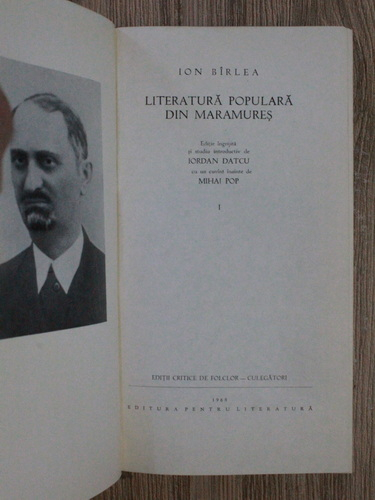 ION BÎRLEA
LITERATURĂ POPULARĂ
DIN MARAMUREȘ
Ediție îngrijită
și studiu introductiv de
IORDAN DATCU
cu un cuvînt înainte de
MIHAI POP
I
EDIȚII CRITICE DE FOLCLOR — CULEGĂTORI
1968
EDITURA PENTRU LITERATURĂ